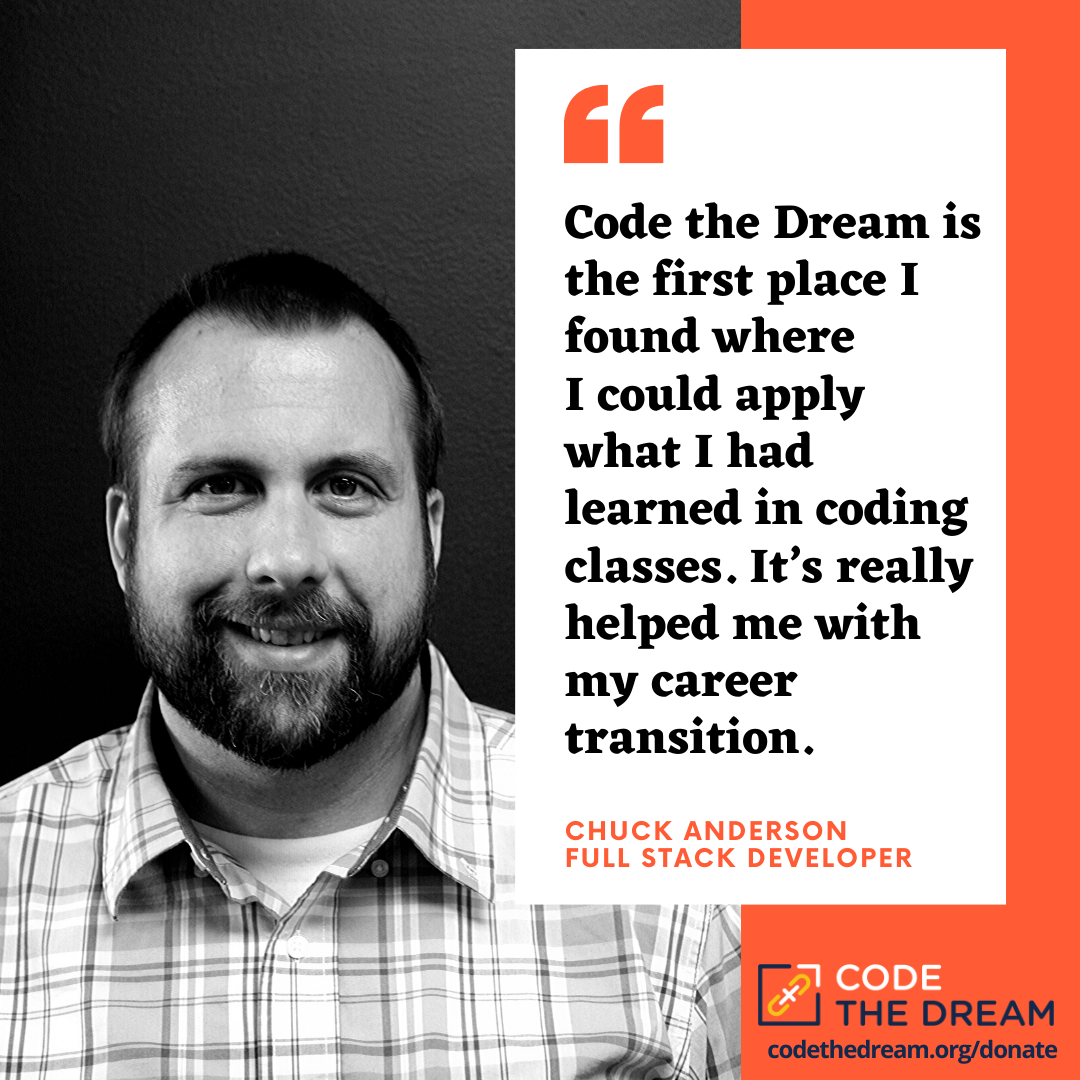 Code the Dream is
the first place I
found where
I could apply
what I had
learned in coding
classes. It’s really
helped me with
my career
transition.
CHUCK ANDERSON
FULL STACK DEVELOPER
CODE
THE DREAM
codethedream.org/donate